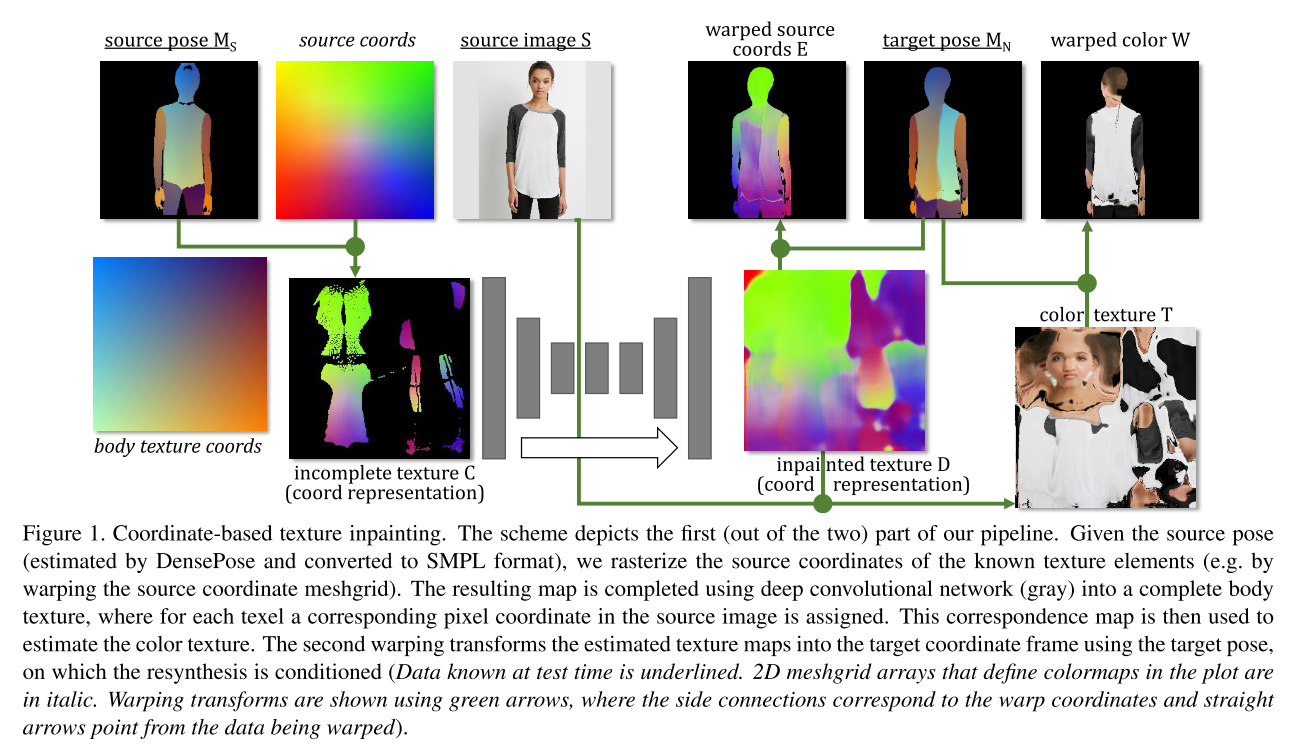 source pose M_S
source coords
source image S
warped source
coords E
target pose M_N
warped color W
body texture coords
incomplete texture C
(coord representation)
inpainted texture D
(coord representation)
color texture T
Figure 1. Coordinate-based texture inpainting. The scheme depicts the first (out of the two) part of our pipeline. Given the source pose
(estimated by DensePose and converted to SMPL format), we rasterize the source coordinates of the known texture elements (e.g. by
warping the source coordinate meshgrid). The resulting map is completed using deep convolutional network (gray) into a complete body
texture, where for each texel a corresponding pixel coordinate in the source image is assigned. This correspondence map is then used to
estimate the color texture. The second warping transforms the estimated texture maps into the target coordinate frame using the target pose,
on which the resynthesis is conditioned (Data known at test time is underlined. 2D meshgrid arrays that define colormaps in the plot are
in italic. Warping transforms are shown using green arrows, where the side connections correspond to the warp coordinates and straight
arrows point from the data being warped).